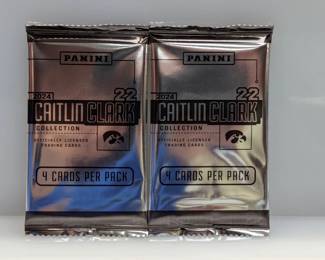 PANINI
2024
22
CAITLIN CLARK
COLLECTION
OFFICIALLY LICENSED
TRADING CARDS
4 CARDS PER PACK
PANINI
2024
22
CAITLIN CLARK
COLLECTION
OFFICIALLY LICENSED
TRADING CARDS
4 CARDS PER PACK